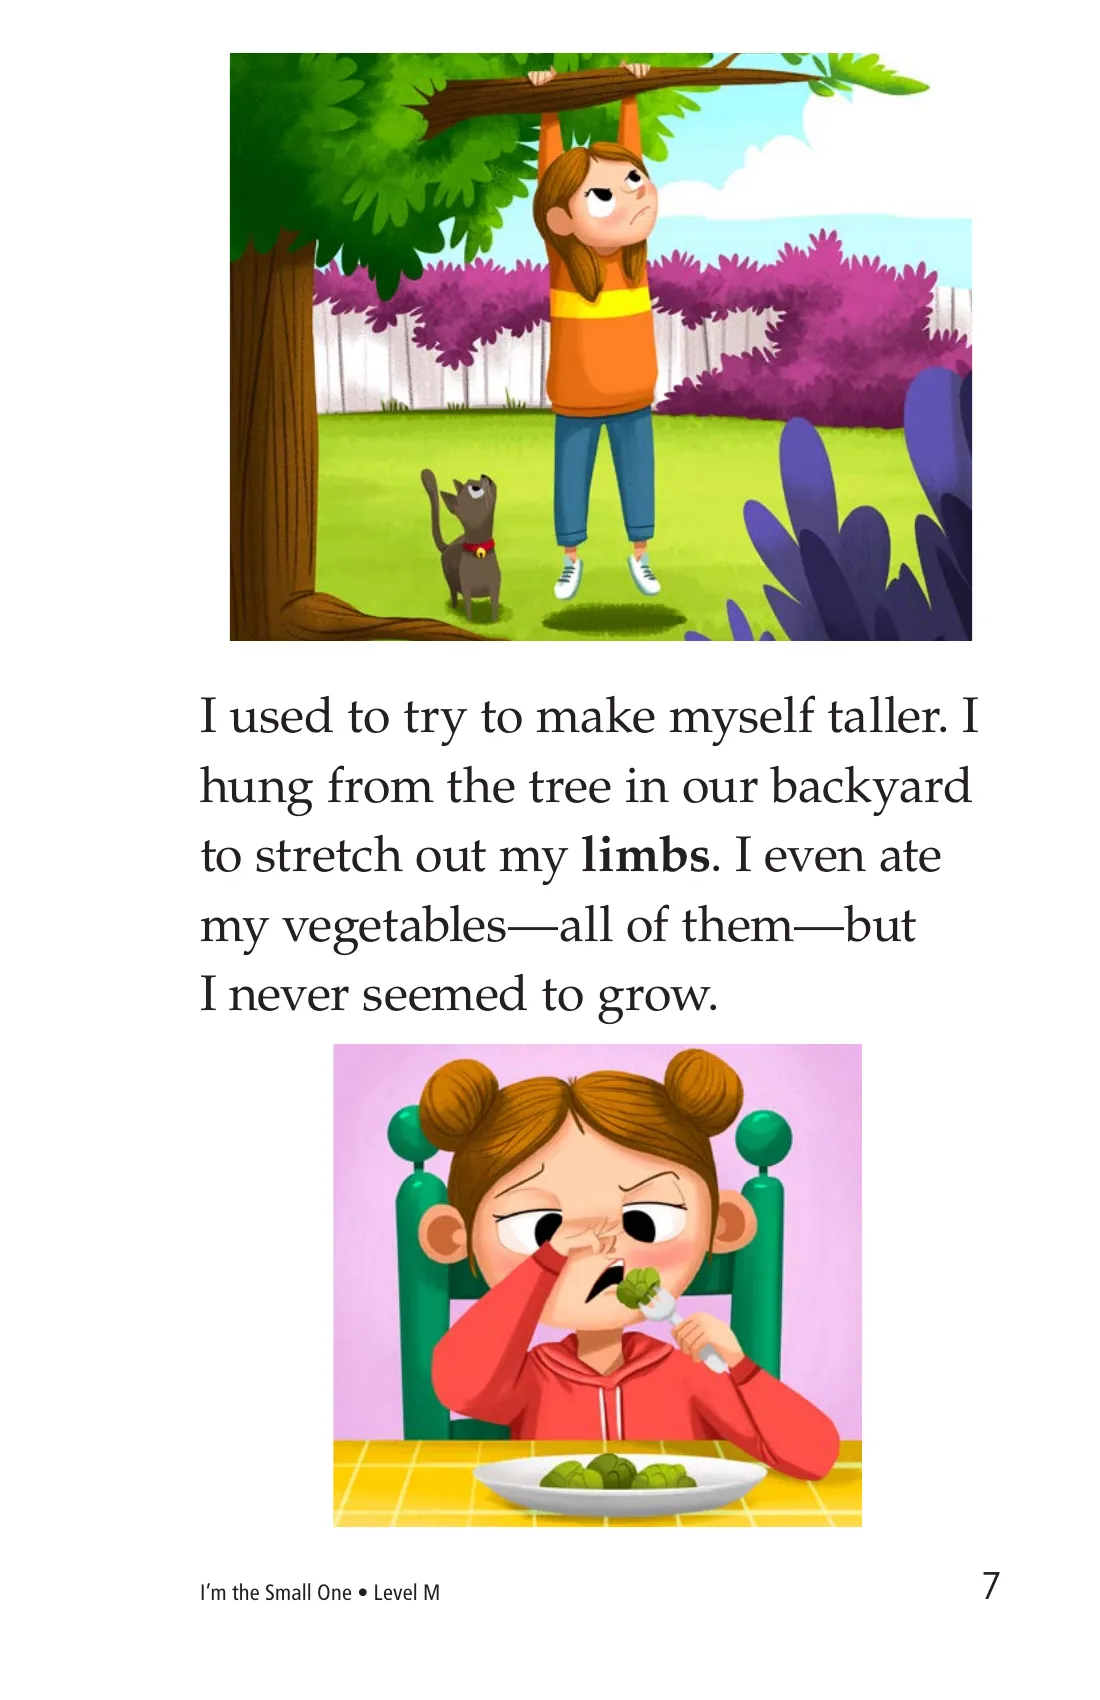 I used to try to make myself taller. I
hung from the tree in our backyard
to stretch out my limbs. I even ate
my vegetables—all of them—but
I never seemed to grow.
I’m the Small One • Level M
7